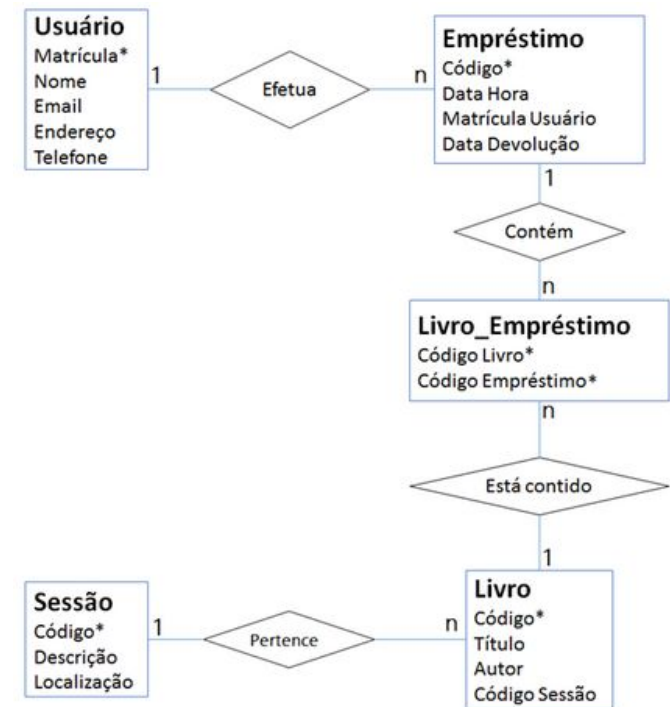 Usuário
Matrícula*
Nome
Email
Endereço
Telefone
1
Efetua
n
Empréstimo
Código*
Data Hora
Matrícula Usuário
Data Devolução
1
Contém
n
Livro_Empréstimo
Código Livro*
Código Empréstimo*
n
Está contido
1
Sessão
Código*
Descrição
Localização
1
Pertence
n
Livro
Código*
Título
Autor
Código Sessão